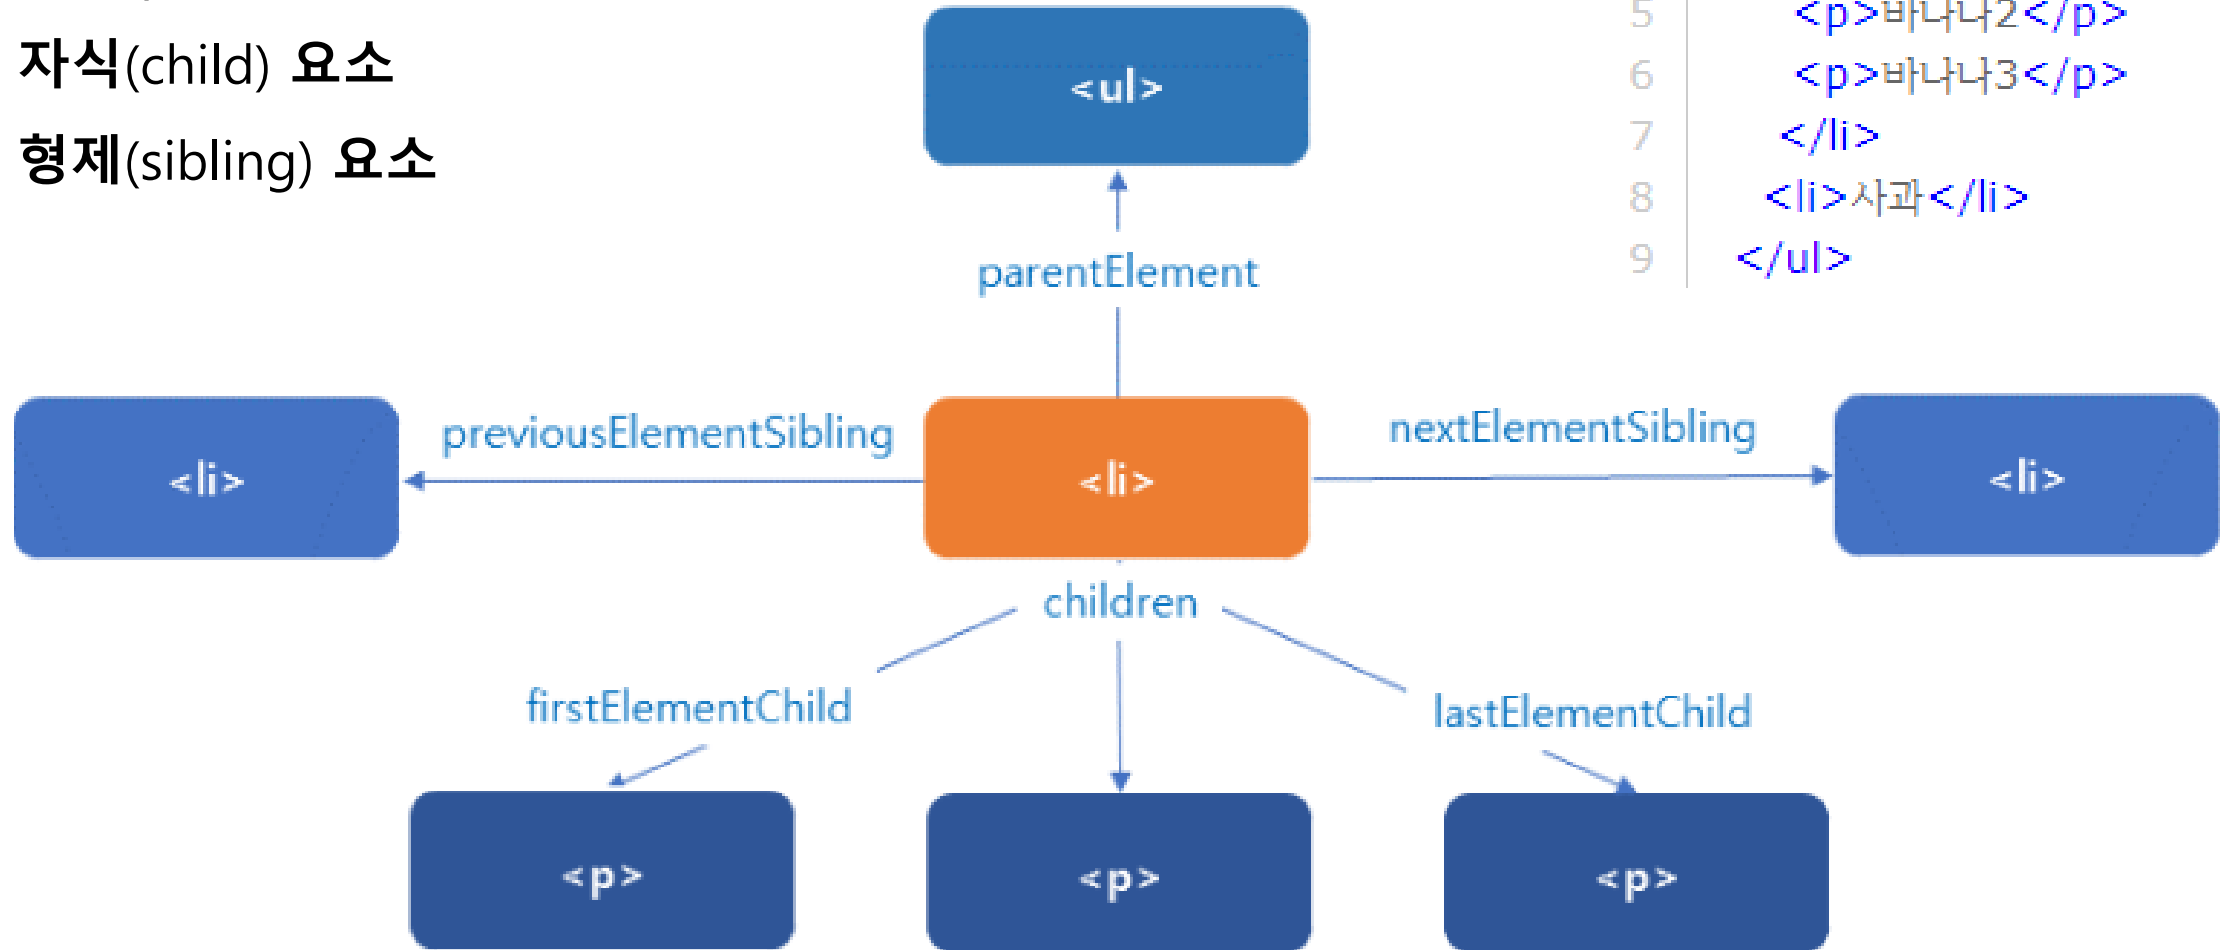 자식(child) 요소
형제(sibling) 요소
5 <p>바나나2</p>
6 <p>바나나3</p>
7 </li>
8 <li>사과</li>
9 </ul>
<ul>
parentElement
previousElementSibling
nextElementSibling
<li>
<li>
<li>
children
firstElementChild
lastElementChild
<p>
<p>
<p>